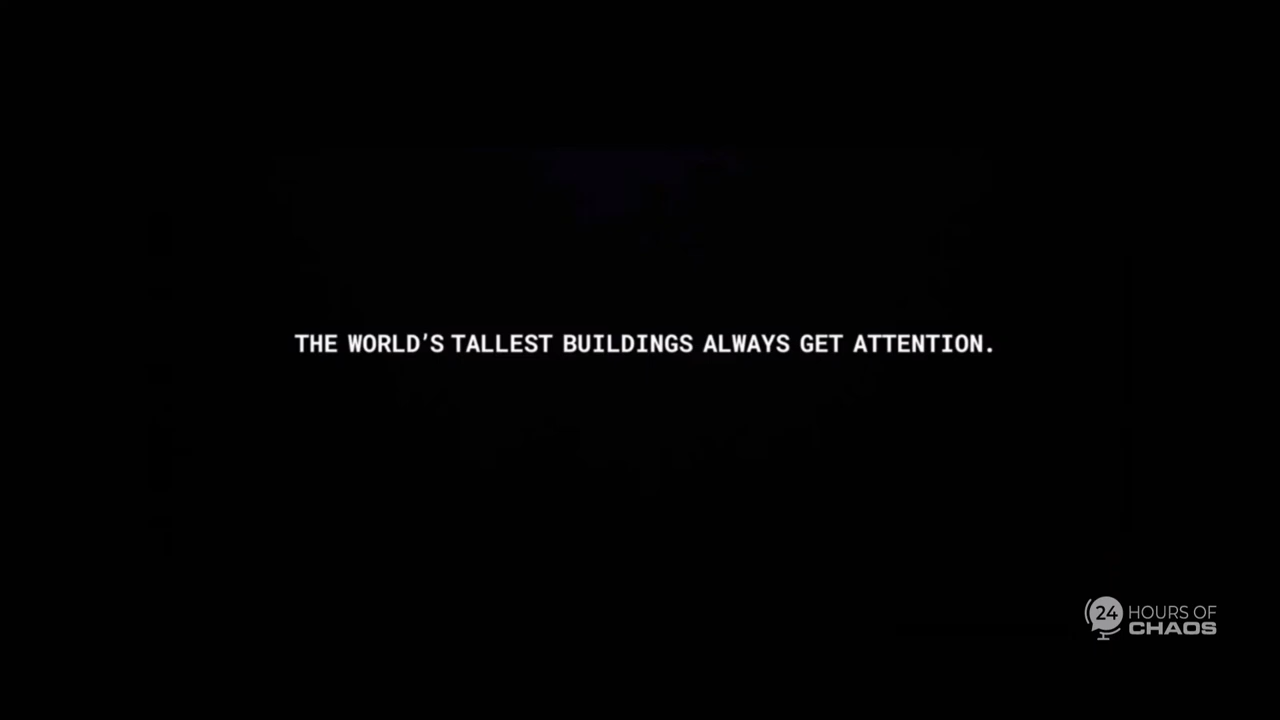 THE WORLD’S TALLEST BUILDINGS ALWAYS GET ATTENTION.
24 HOURS OF
CHAOS